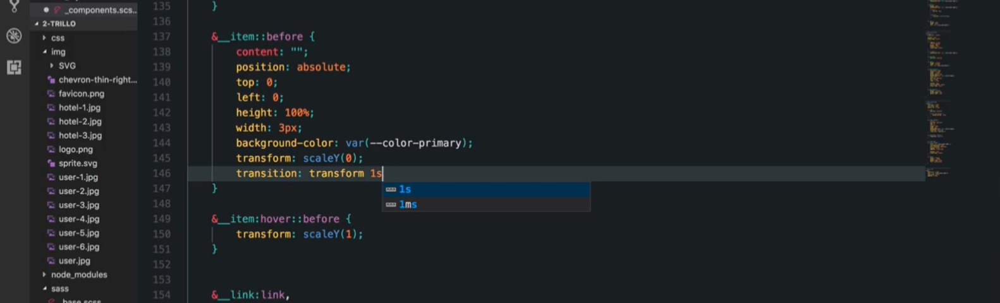 _components.scs...
2-TRILLO
css
img
SVG
chevron-thin-right...
favicon.png
hotel-1.jpg
hotel-2.jpg
hotel-3.jpg
logo.png
sprite.svg
user-1.jpg
user-2.jpg
user-3.jpg
user-4.jpg
user-5.jpg
user-6.jpg
user.jpg
node_modules
sass
_base.scss
135 }
136
137 &__item::before {
138 content: "";
139 position: absolute;
140 top: 0;
141 left: 0;
142 height: 100%;
143 width: 3px;
144 background-color: var(--color-primary);
145 transform: scaleY(0);
146 transition: transform 1s
147 }
1s
148
1ms
149 &__item:hover::before {
150 transform: scaleY(1);
151 }
152
153
154 &__link:link,